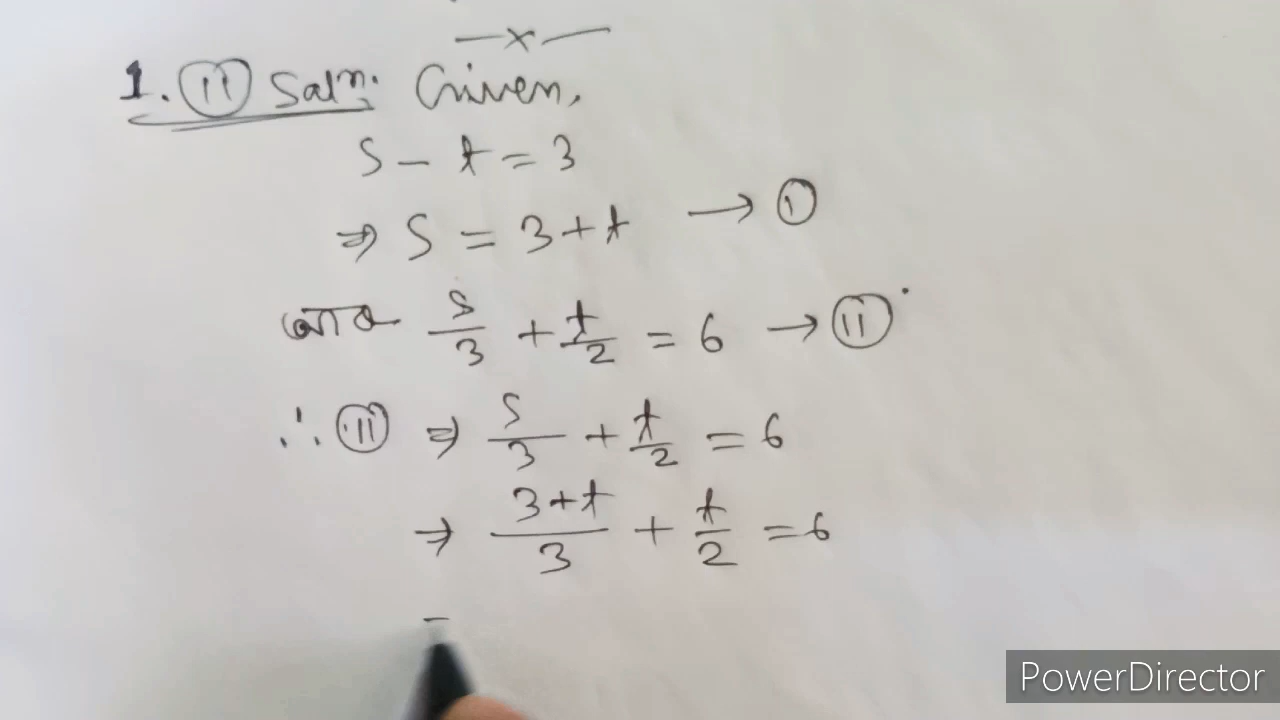 —x—
1. (ii) Solⁿ. Given,
s - t = 3
⇒ s = 3 + t → (i)
আৰু s/3 + t/2 = 6 → (ii)
∴ (ii) ⇒ s/3 + t/2 = 6
⇒ (3+t)/3 + t/2 = 6
PowerDirector